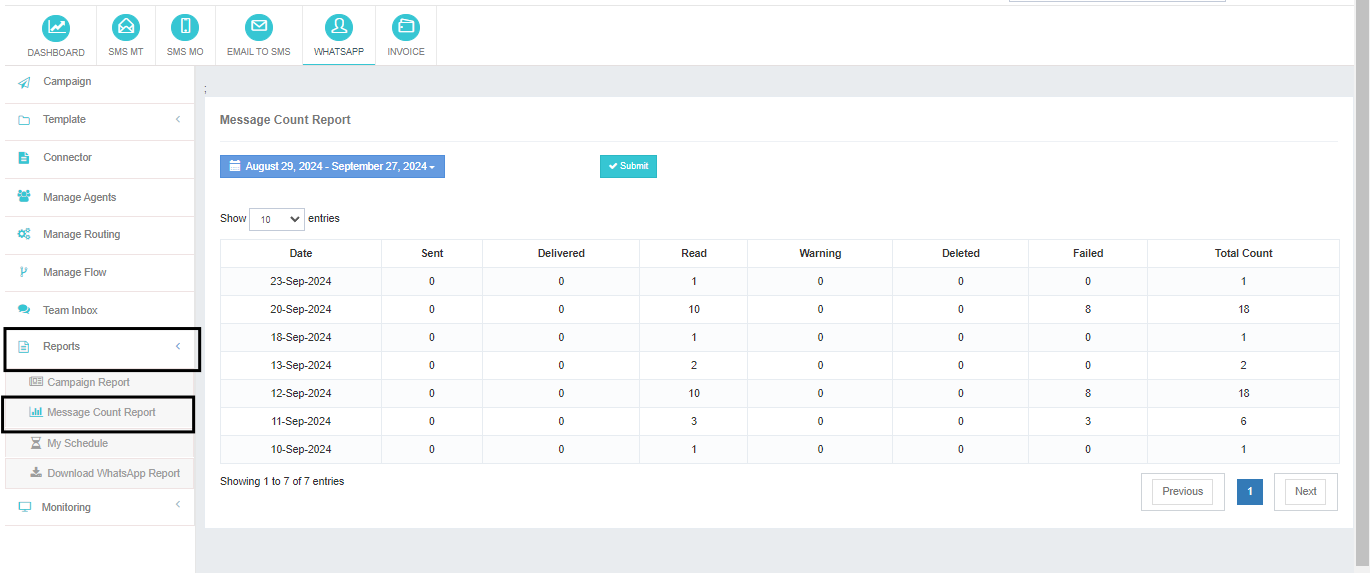 DASHBOARD SMS MT SMS MO EMAIL TO SMS WHATSAPP INVOICE
Campaign
Template
Connector
Manage Agents
Manage Routing
Manage Flow
Team Inbox
Reports
Campaign Report
Message Count Report
My Schedule
Download WhatsApp Report
Monitoring
;
Message Count Report
August 29, 2024 - September 27, 2024
Submit
Show 10 entries
Date Sent Delivered Read Warning Deleted Failed Total Count
23-Sep-2024 0 0 1 0 0 0 1
20-Sep-2024 0 0 10 0 0 8 18
18-Sep-2024 0 0 1 0 0 0 1
13-Sep-2024 0 0 2 0 0 0 2
12-Sep-2024 0 0 10 0 0 8 18
11-Sep-2024 0 0 3 0 0 3 6
10-Sep-2024 0 0 1 0 0 0 1
Showing 1 to 7 of 7 entries
Previous 1 Next